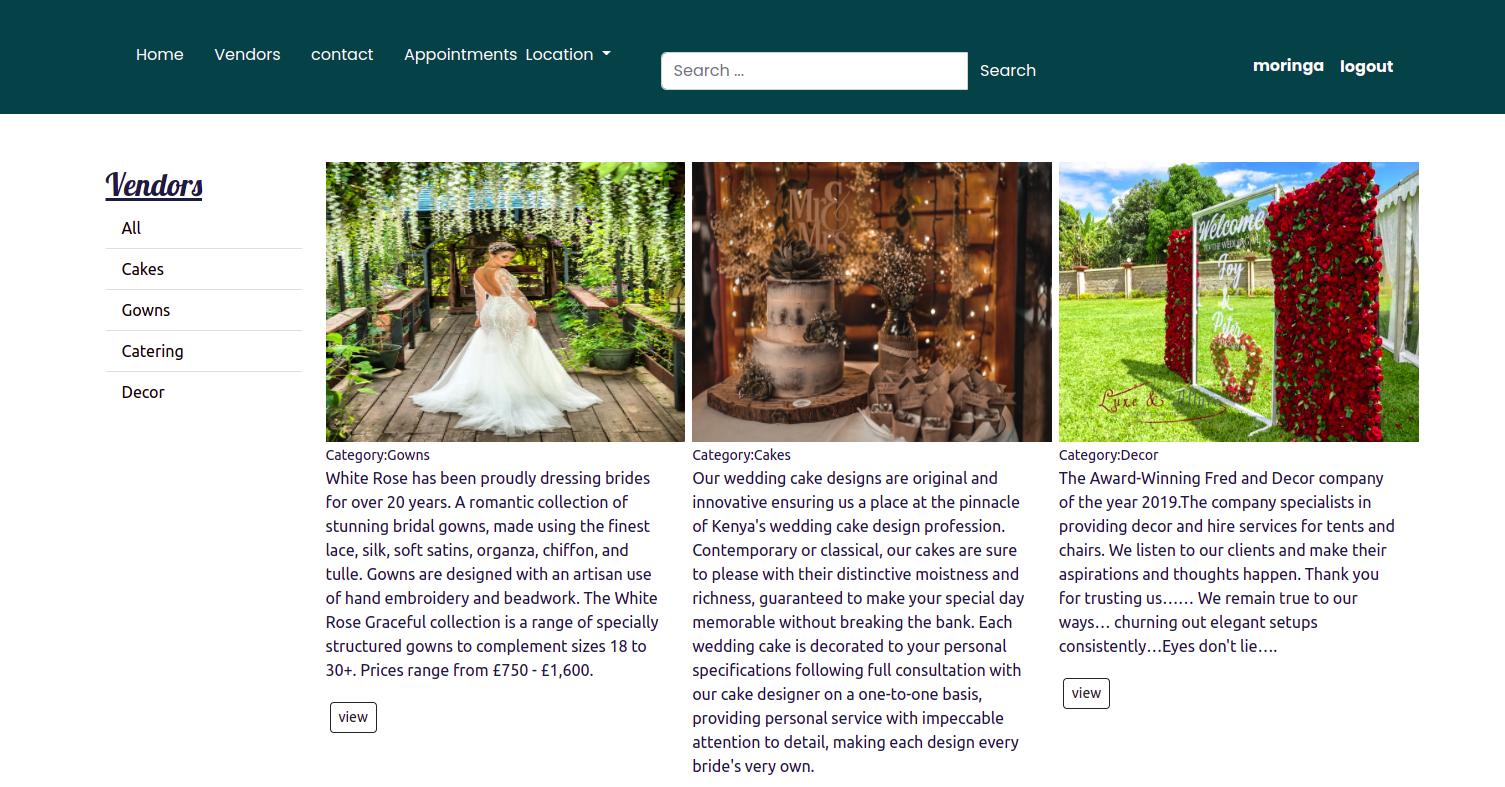 Home Vendors contact Appointments Location Search ... Search moringa logout
Vendors
All
Cakes
Gowns
Catering
Decor
Mr &
Mrs
Category:Gowns
White Rose has been proudly dressing brides
for over 20 years. A romantic collection of
stunning bridal gowns, made using the finest
lace, silk, soft satins, organza, chiffon, and
tulle. Gowns are designed with an artisan use
of hand embroidery and beadwork. The White
Rose Graceful collection is a range of specially
structured gowns to complement sizes 18 to
30+. Prices range from £750 - £1,600.
view
Category:Cakes
Our wedding cake designs are original and
innovative ensuring us a place at the pinnacle
of Kenya's wedding cake design profession.
Contemporary or classical, our cakes are sure
to please with their distinctive moistness and
richness, guaranteed to make your special day
memorable without breaking the bank. Each
wedding cake is decorated to your personal
specifications following full consultation with
our cake designer on a one-to-one basis,
providing personal service with impeccable
attention to detail, making each design every
bride's very own.
Welcome
Joy
&
Peter
Luxe &
Category:Decor
The Award-Winning Fred and Decor company
of the year 2019.The company specialists in
providing decor and hire services for tents and
chairs. We listen to our clients and make their
aspirations and thoughts happen. Thank you
for trusting us…… We remain true to our
ways… churning out elegant setups
consistently…Eyes don't lie….
view